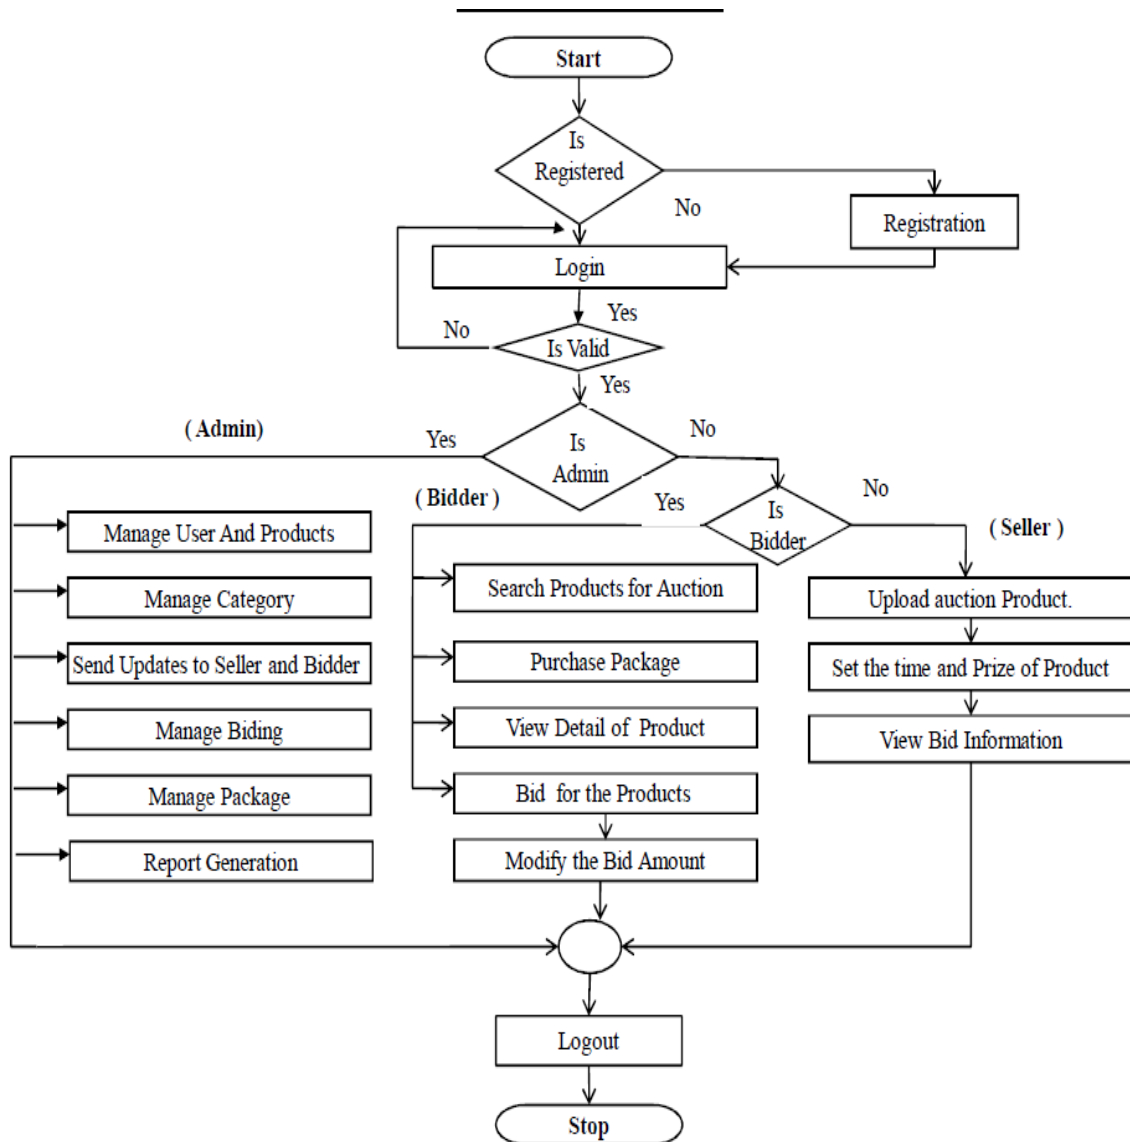 Start
Is
Registered
No
Registration
Login
Yes
No
Is Valid
Yes
( Admin)
Yes
Is
Admin
No
( Bidder )
Yes
Is
Bidder
No
( Seller )
Manage User And Products
Manage Category
Send Updates to Seller and Bidder
Manage Biding
Manage Package
Report Generation
Search Products for Auction
Purchase Package
View Detail of Product
Bid for the Products
Modify the Bid Amount
Upload auction Product.
Set the time and Prize of Product
View Bid Information
Logout
Stop